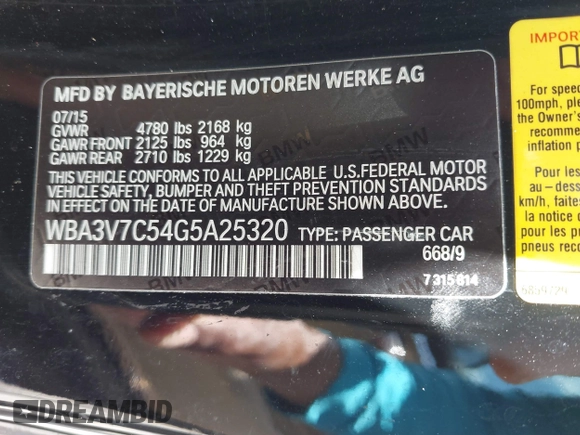 MFD BY BAYERISCHE MOTOREN WERKE AG
07/15
GVWR 4780 lbs 2168 kg
GAWR FRONT 2125 lbs 964 kg
GAWR REAR 2710 lbs 1229 kg
THIS VEHICLE CONFORMS TO ALL APPLICABLE U.S.FEDERAL MOTOR
VEHICLE SAFETY, BUMPER AND THEFT PREVENTION STANDARDS
IN EFFECT ON THE DATE OF MANUFACTURE SHOWN ABOVE.
WBA3V7C54G5A25320 TYPE: PASSENGER CAR
668/9
7 315 614
IMPOR
For speed
100mph, ple
the Owner's
recommen
inflation p
Pour les
au – dess
km/h, s
la notice
pour les p
pneus reco
DREAMBID